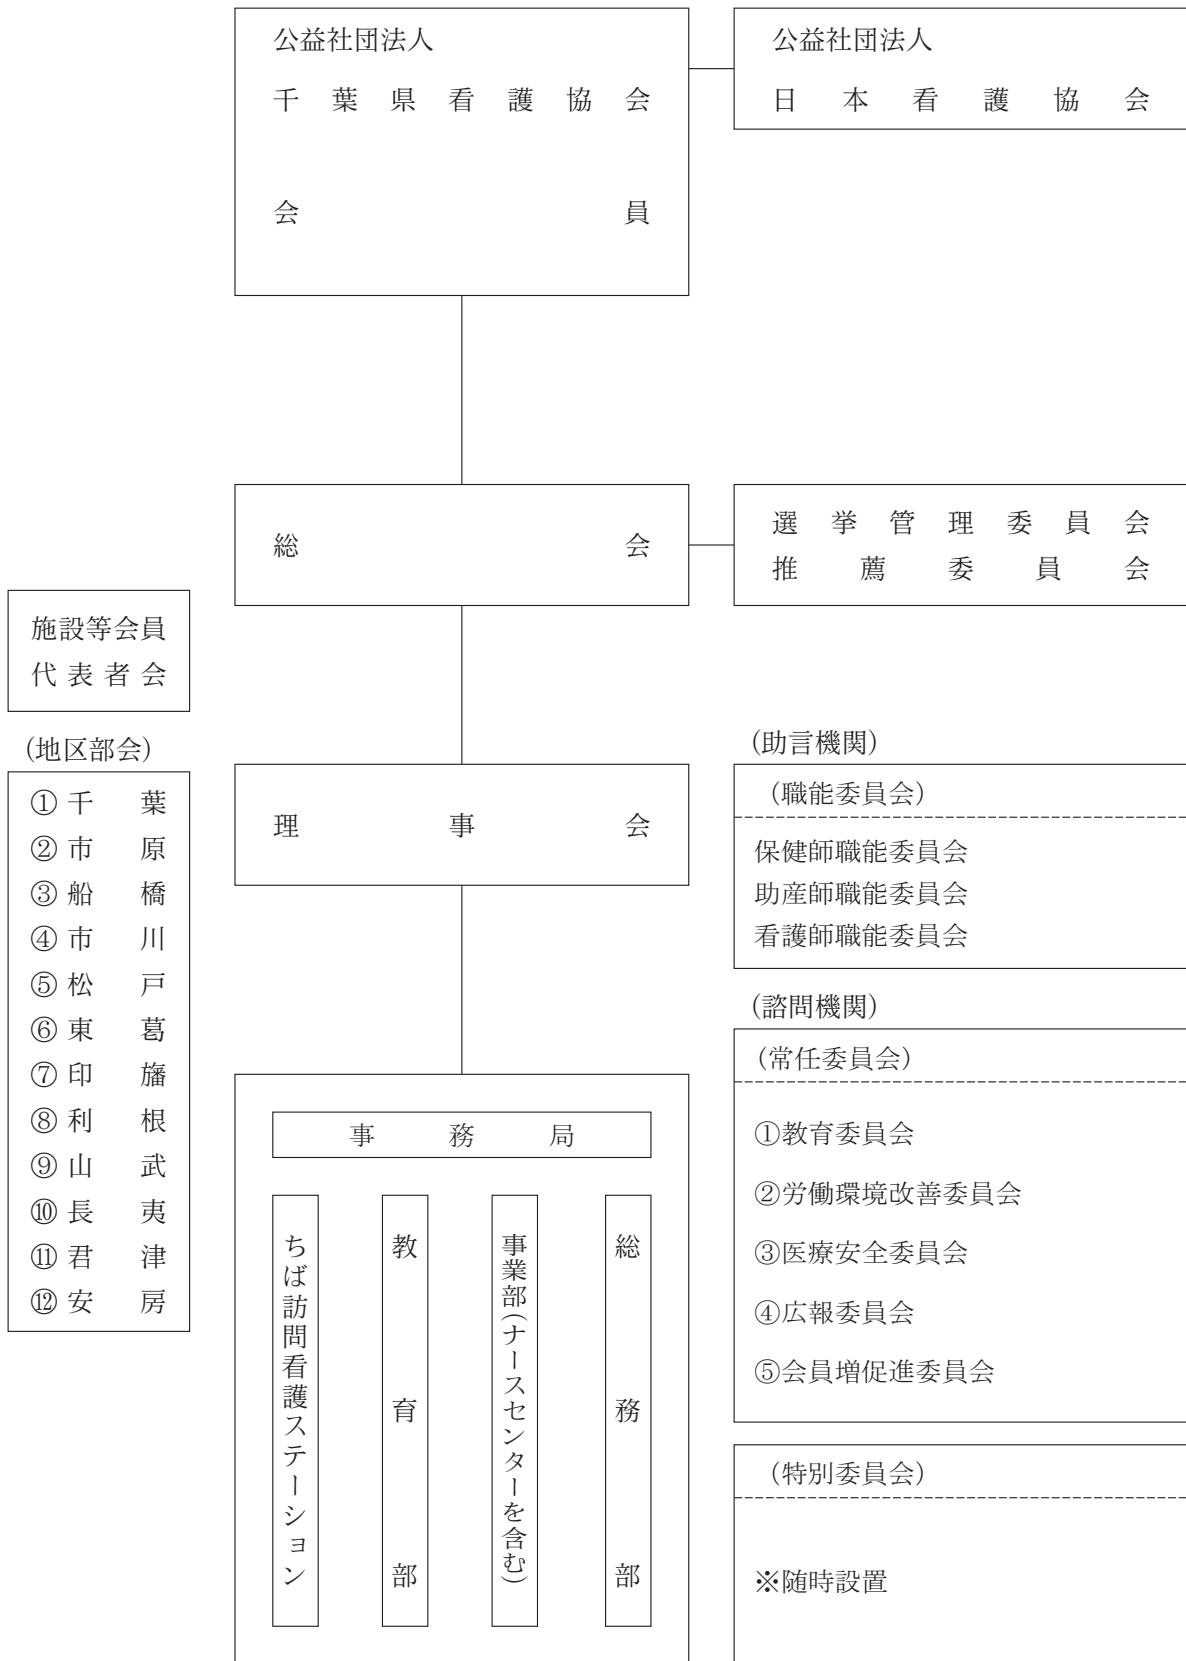 公益社団法人
千葉県看護協会
会員
公益社団法人
日本看護協会
総会
選挙管理委員会
推薦委員会
施設等会員
代表者会
(地区部会)
①千葉
②市原
③船橋
④市川
⑤松戸
⑥東葛
⑦印旛
⑧利根
⑨山武
⑩長夷
⑪君津
⑫安房
理事会
(助言機関)
(職能委員会)
保健師職能委員会
助産師職能委員会
看護師職能委員会
(諮問機関)
(常任委員会)
①教育委員会
②労働環境改善委員会
③医療安全委員会
④広報委員会
⑤会員増促進委員会
(特別委員会)
※随時設置
事務局
総務部
事業部(ナースセンターを含む)
教育部
ちば訪問看護ステーション